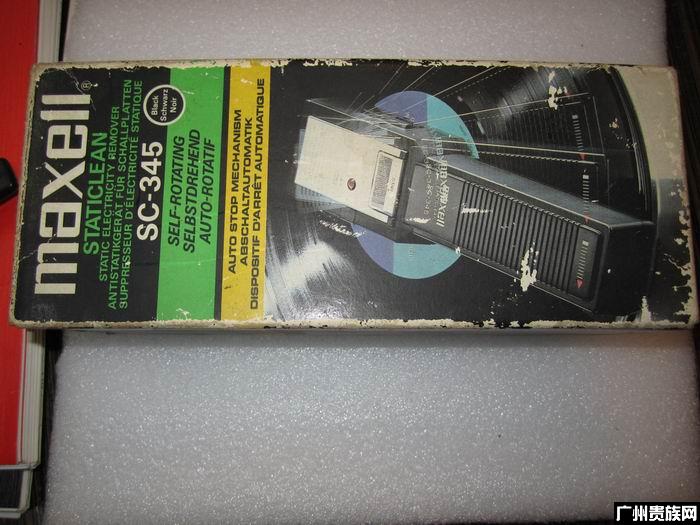 maxell®
STATICLEAN
STATIC ELECTRICITY REMOVER
ANTISTATIKGERÄT FÜR SCHALLPLATTEN
SUPPRESSEUR D'ÉLECTRICITÉ STATIQUE
SC-345
Black
Schwarz
Noir
SELF-ROTATING
SELBSTDREHEND
AUTO-ROTATIF
AUTO STOP MECHANISM
ABSCHALTAUTOMATIK
DISPOSITIF D'ARRÊT AUTOMATIQUE
maxell
广州贵族网